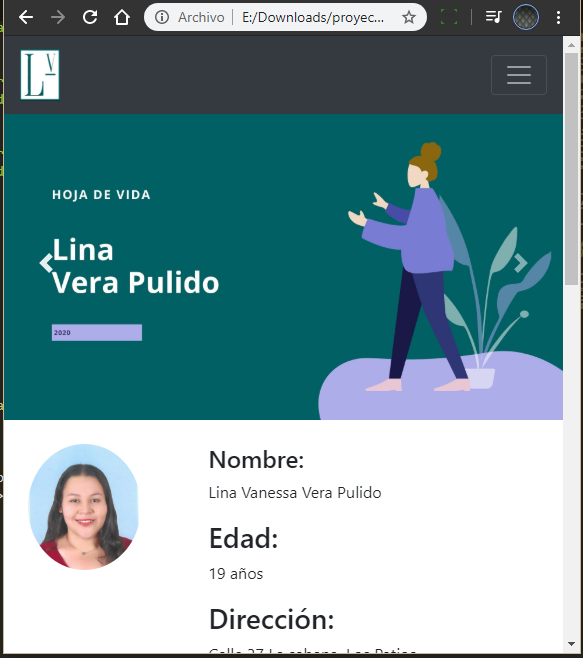 Archivo | E:/Downloads/proyec...
LV
HOJA DE VIDA
Lina
Vera Pulido
2020
Nombre:
Lina Vanessa Vera Pulido
Edad:
19 años
Dirección: